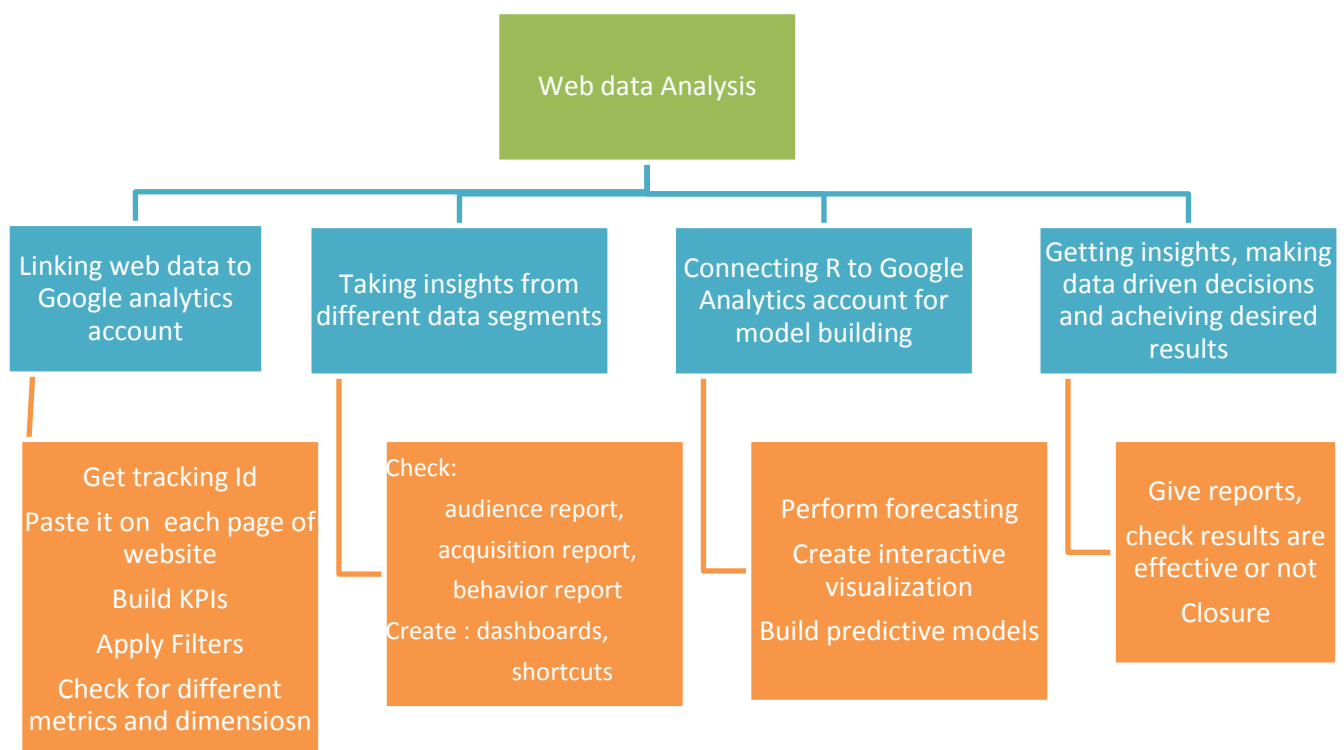 Web data Analysis
Linking web data to
Google analytics
account
Taking insights from
different data segments
Connecting R to Google
Analytics account for
model building
Getting insights, making
data driven decisions
and acheiving desired
results
Get tracking Id
Paste it on each page of
website
Build KPIs
Apply Filters
Check for different
metrics and dimensiosn
Check:
audience report,
acquisition report,
behavior report
Create : dashboards,
shortcuts
Perform forecasting
Create interactive
visualization
Build predictive models
Give reports,
check results are
effective or not
Closure